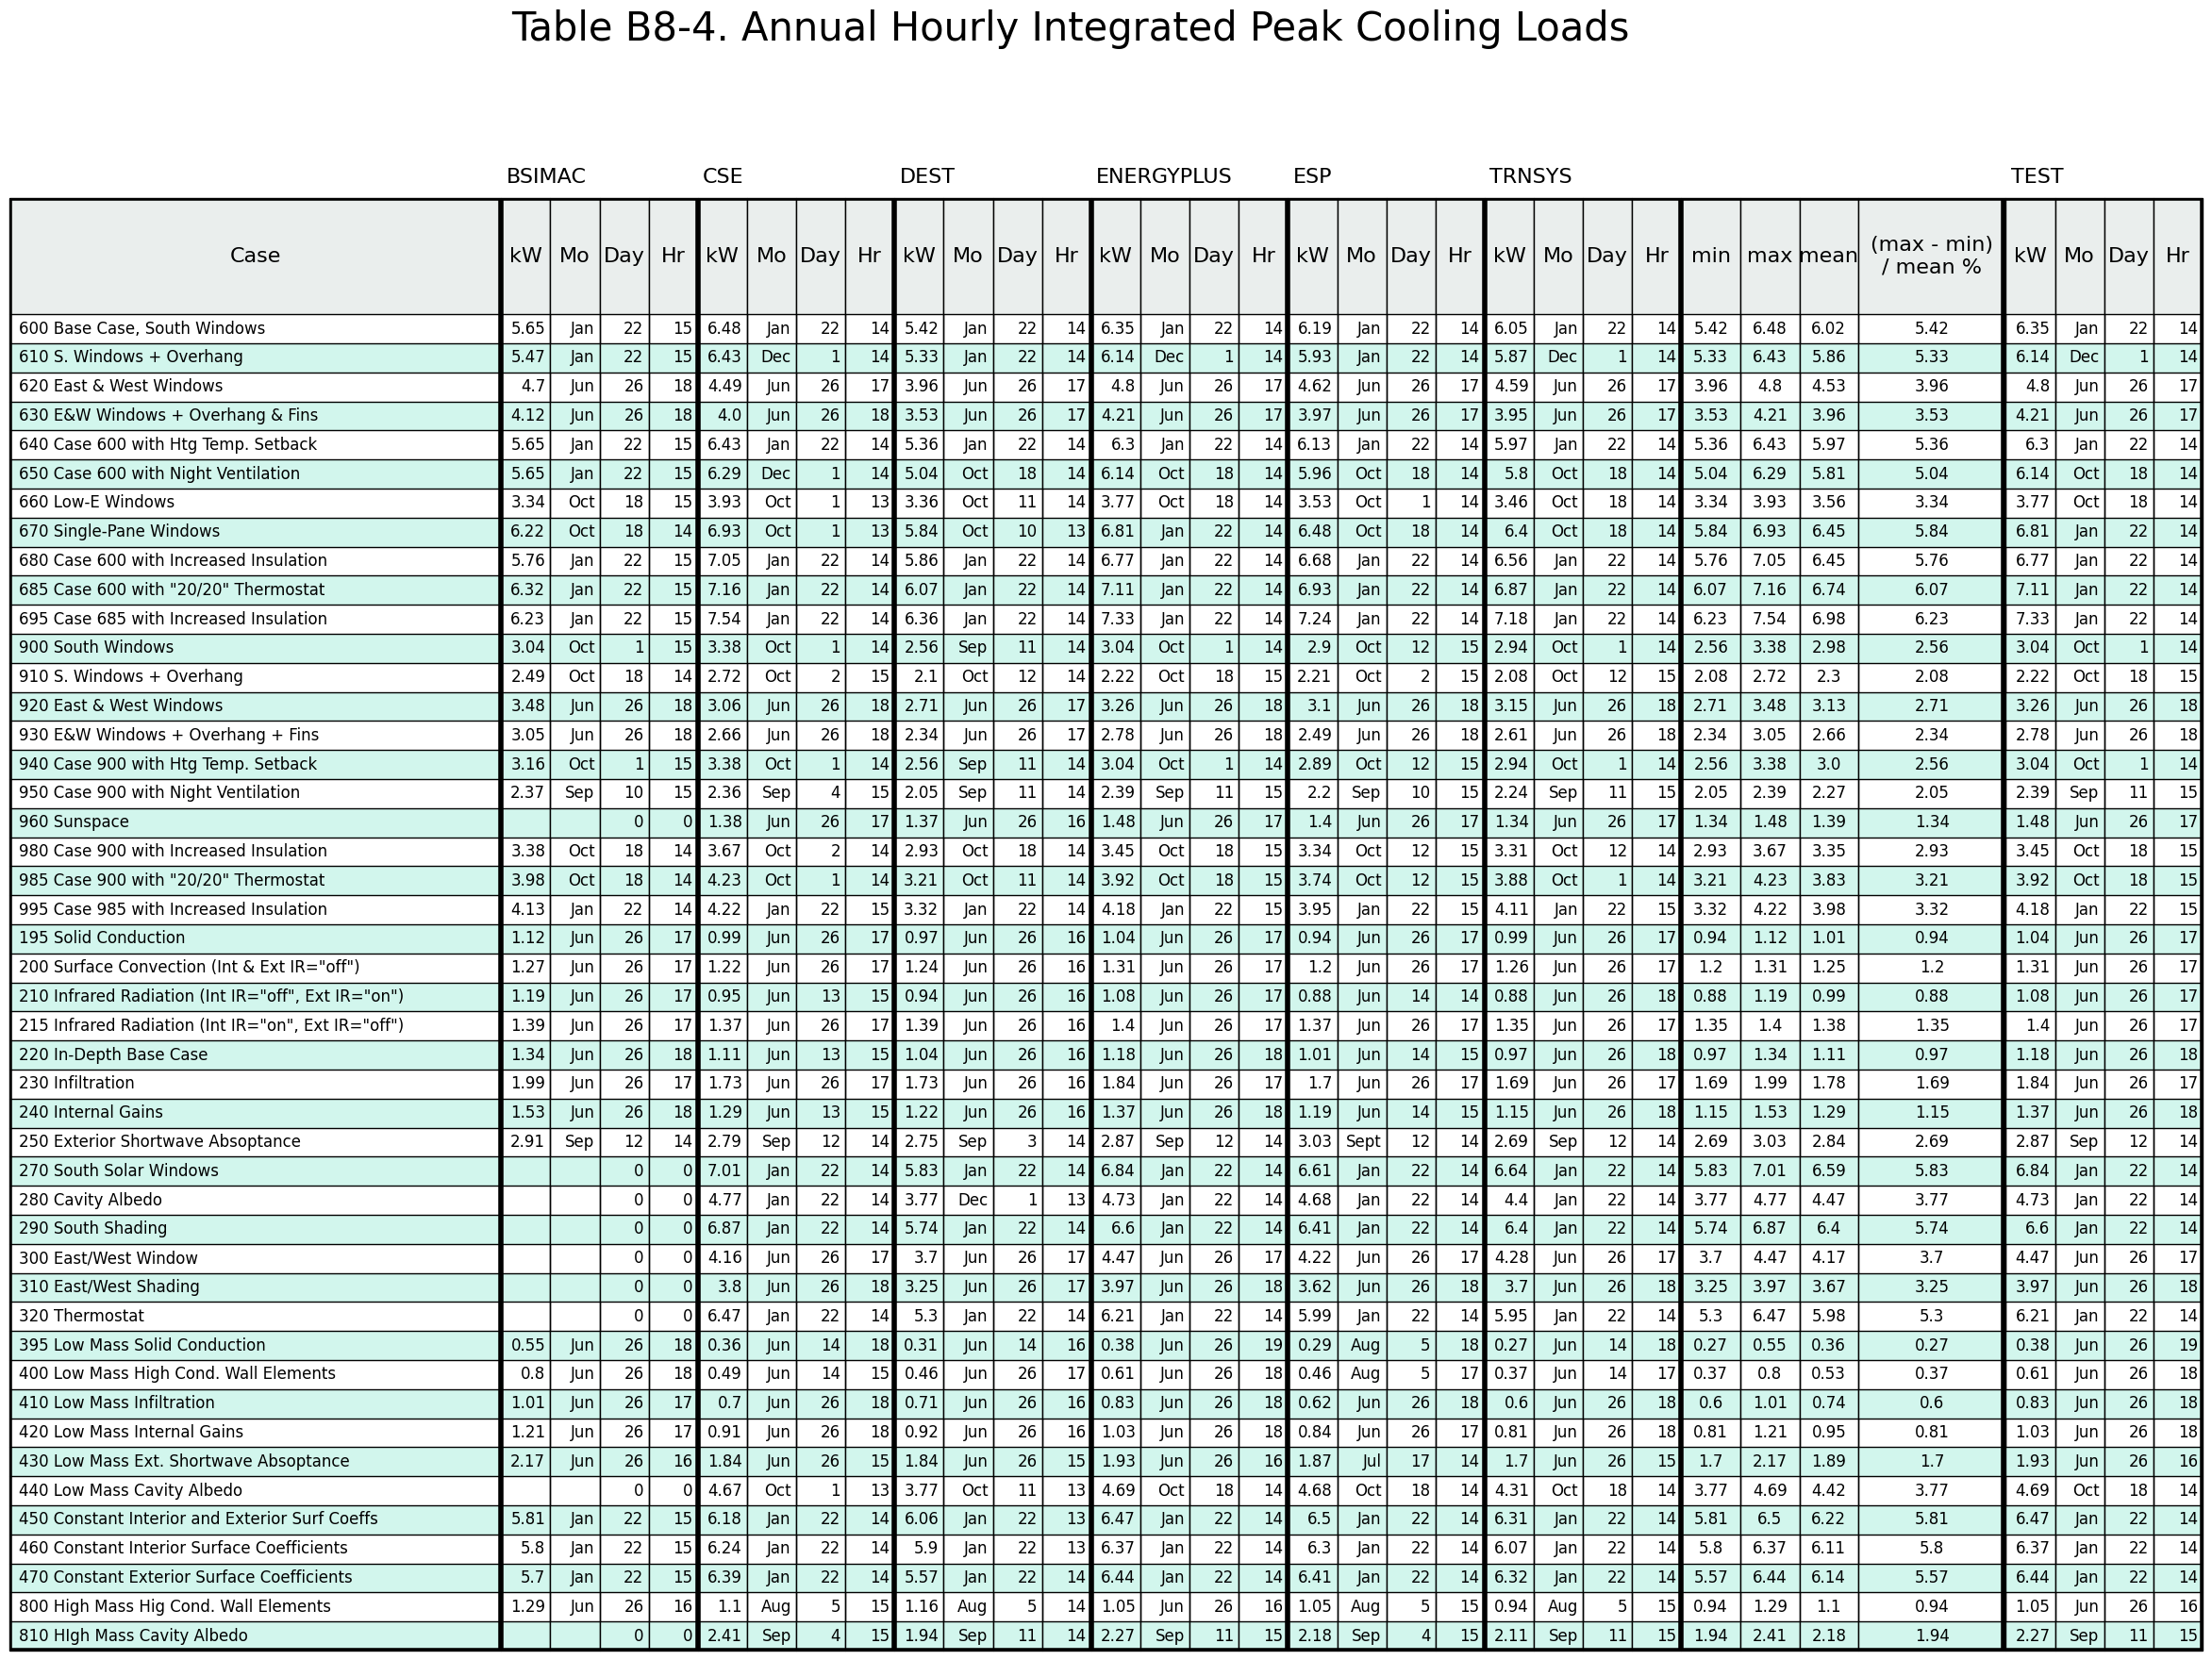 Table B8-4. Annual Hourly Integrated Peak Cooling Loads
BSIMAC CSE DEST ENERGYPLUS ESP TRNSYS TEST
Case kW Mo Day Hr kW Mo Day Hr kW Mo Day Hr kW Mo Day Hr kW Mo Day Hr kW Mo Day Hr min max mean (max - min) / mean % kW Mo Day Hr
600 Base Case, South Windows 5.65 Jan 22 15 6.48 Jan 22 14 5.42 Jan 22 14 6.35 Jan 22 14 6.19 Jan 22 14 6.05 Jan 22 14 5.42 6.48 6.02 5.42 6.35 Jan 22 14
610 S. Windows + Overhang 5.47 Jan 22 15 6.43 Dec 1 14 5.33 Jan 22 14 6.14 Dec 1 14 5.93 Jan 22 14 5.87 Dec 1 14 5.33 6.43 5.86 5.33 6.14 Dec 1 14
620 East & West Windows 4.7 Jun 26 18 4.49 Jun 26 17 3.96 Jun 26 17 4.8 Jun 26 17 4.62 Jun 26 17 4.59 Jun 26 17 3.96 4.8 4.53 3.96 4.8 Jun 26 17
630 E&W Windows + Overhang & Fins 4.12 Jun 26 18 4.0 Jun 26 18 3.53 Jun 26 17 4.21 Jun 26 17 3.97 Jun 26 17 3.95 Jun 26 17 3.53 4.21 3.96 3.53 4.21 Jun 26 17
640 Case 600 with Htg Temp. Setback 5.65 Jan 22 15 6.43 Jan 22 14 5.36 Jan 22 14 6.3 Jan 22 14 6.13 Jan 22 14 5.97 Jan 22 14 5.36 6.43 5.97 5.36 6.3 Jan 22 14
650 Case 600 with Night Ventilation 5.65 Jan 22 15 6.29 Dec 1 14 5.04 Oct 18 14 6.14 Oct 18 14 5.96 Oct 18 14 5.8 Oct 18 14 5.04 6.29 5.81 5.04 6.14 Oct 18 14
660 Low-E Windows 3.34 Oct 18 15 3.93 Oct 1 13 3.36 Oct 11 14 3.77 Oct 18 14 3.53 Oct 1 14 3.46 Oct 18 14 3.34 3.93 3.56 3.34 3.77 Oct 18 14
670 Single-Pane Windows 6.22 Oct 18 14 6.93 Oct 1 13 5.84 Oct 10 13 6.81 Jan 22 14 6.48 Oct 18 14 6.4 Oct 18 14 5.84 6.93 6.45 5.84 6.81 Jan 22 14
680 Case 600 with Increased Insulation 5.76 Jan 22 15 7.05 Jan 22 14 5.86 Jan 22 14 6.77 Jan 22 14 6.68 Jan 22 14 6.56 Jan 22 14 5.76 7.05 6.45 5.76 6.77 Jan 22 14
685 Case 600 with "20/20" Thermostat 6.32 Jan 22 15 7.16 Jan 22 14 6.07 Jan 22 14 7.11 Jan 22 14 6.93 Jan 22 14 6.87 Jan 22 14 6.07 7.16 6.74 6.07 7.11 Jan 22 14
695 Case 685 with Increased Insulation 6.23 Jan 22 15 7.54 Jan 22 14 6.36 Jan 22 14 7.33 Jan 22 14 7.24 Jan 22 14 7.18 Jan 22 14 6.23 7.54 6.98 6.23 7.33 Jan 22 14
900 South Windows 3.04 Oct 1 15 3.38 Oct 1 14 2.56 Sep 11 14 3.04 Oct 1 14 2.9 Oct 12 15 2.94 Oct 1 14 2.56 3.38 2.98 2.56 3.04 Oct 1 14
910 S. Windows + Overhang 2.49 Oct 18 14 2.72 Oct 2 15 2.1 Oct 12 14 2.22 Oct 18 15 2.21 Oct 2 15 2.08 Oct 12 15 2.08 2.72 2.3 2.08 2.22 Oct 18 15
920 East & West Windows 3.48 Jun 26 18 3.06 Jun 26 18 2.71 Jun 26 17 3.26 Jun 26 18 3.1 Jun 26 18 3.15 Jun 26 18 2.71 3.48 3.13 2.71 3.26 Jun 26 18
930 E&W Windows + Overhang + Fins 3.05 Jun 26 18 2.66 Jun 26 18 2.34 Jun 26 17 2.78 Jun 26 18 2.49 Jun 26 18 2.61 Jun 26 18 2.34 3.05 2.66 2.34 2.78 Jun 26 18
940 Case 900 with Htg Temp. Setback 3.16 Oct 1 15 3.38 Oct 1 14 2.56 Sep 11 14 3.04 Oct 1 14 2.89 Oct 12 15 2.94 Oct 1 14 2.56 3.38 3.0 2.56 3.04 Oct 1 14
950 Case 900 with Night Ventilation 2.37 Sep 10 15 2.36 Sep 4 15 2.05 Sep 11 14 2.39 Sep 11 15 2.2 Sep 10 15 2.24 Sep 11 15 2.05 2.39 2.27 2.05 2.39 Sep 11 15
960 Sunspace 0 0 1.38 Jun 26 17 1.37 Jun 26 16 1.48 Jun 26 17 1.4 Jun 26 17 1.34 Jun 26 17 1.34 1.48 1.39 1.34 1.48 Jun 26 17
980 Case 900 with Increased Insulation 3.38 Oct 18 14 3.67 Oct 2 14 2.93 Oct 18 14 3.45 Oct 18 15 3.34 Oct 12 15 3.31 Oct 12 14 2.93 3.67 3.35 2.93 3.45 Oct 18 15
985 Case 900 with "20/20" Thermostat 3.98 Oct 18 14 4.23 Oct 1 14 3.21 Oct 11 14 3.92 Oct 18 15 3.74 Oct 12 15 3.88 Oct 1 14 3.21 4.23 3.83 3.21 3.92 Oct 18 15
995 Case 985 with Increased Insulation 4.13 Jan 22 14 4.22 Jan 22 15 3.32 Jan 22 14 4.18 Jan 22 15 3.95 Jan 22 15 4.11 Jan 22 15 3.32 4.22 3.98 3.32 4.18 Jan 22 15
195 Solid Conduction 1.12 Jun 26 17 0.99 Jun 26 17 0.97 Jun 26 16 1.04 Jun 26 17 0.94 Jun 26 17 0.99 Jun 26 17 0.94 1.12 1.01 0.94 1.04 Jun 26 17
200 Surface Convection (Int & Ext IR="off") 1.27 Jun 26 17 1.22 Jun 26 17 1.24 Jun 26 16 1.31 Jun 26 17 1.2 Jun 26 17 1.26 Jun 26 17 1.2 1.31 1.25 1.2 1.31 Jun 26 17
210 Infrared Radiation (Int IR="off", Ext IR="on") 1.19 Jun 26 17 0.95 Jun 13 15 0.94 Jun 26 16 1.08 Jun 26 17 0.88 Jun 14 14 0.88 Jun 26 18 0.88 1.19 0.99 0.88 1.08 Jun 26 17
215 Infrared Radiation (Int IR="on", Ext IR="off") 1.39 Jun 26 17 1.37 Jun 26 17 1.39 Jun 26 16 1.4 Jun 26 17 1.37 Jun 26 17 1.35 Jun 26 17 1.35 1.4 1.38 1.35 1.4 Jun 26 17
220 In-Depth Base Case 1.34 Jun 26 18 1.11 Jun 13 15 1.04 Jun 26 16 1.18 Jun 26 18 1.01 Jun 14 15 0.97 Jun 26 18 0.97 1.34 1.11 0.97 1.18 Jun 26 18
230 Infiltration 1.99 Jun 26 17 1.73 Jun 26 17 1.73 Jun 26 16 1.84 Jun 26 17 1.7 Jun 26 17 1.69 Jun 26 17 1.69 1.99 1.78 1.69 1.84 Jun 26 17
240 Internal Gains 1.53 Jun 26 18 1.29 Jun 13 15 1.22 Jun 26 16 1.37 Jun 26 18 1.19 Jun 14 15 1.15 Jun 26 18 1.15 1.53 1.29 1.15 1.37 Jun 26 18
250 Exterior Shortwave Absoptance 2.91 Sep 12 14 2.79 Sep 12 14 2.75 Sep 3 14 2.87 Sep 12 14 3.03 Sept 12 14 2.69 Sep 12 14 2.69 3.03 2.84 2.69 2.87 Sep 12 14
270 South Solar Windows 0 0 7.01 Jan 22 14 5.83 Jan 22 14 6.84 Jan 22 14 6.61 Jan 22 14 6.64 Jan 22 14 5.83 7.01 6.59 5.83 6.84 Jan 22 14
280 Cavity Albedo 0 0 4.77 Jan 22 14 3.77 Dec 1 13 4.73 Jan 22 14 4.68 Jan 22 14 4.4 Jan 22 14 3.77 4.77 4.47 3.77 4.73 Jan 22 14
290 South Shading 0 0 6.87 Jan 22 14 5.74 Jan 22 14 6.6 Jan 22 14 6.41 Jan 22 14 6.4 Jan 22 14 5.74 6.87 6.4 5.74 6.6 Jan 22 14
300 East/West Window 0 0 4.16 Jun 26 17 3.7 Jun 26 17 4.47 Jun 26 17 4.22 Jun 26 17 4.28 Jun 26 17 3.7 4.47 4.17 3.7 4.47 Jun 26 17
310 East/West Shading 0 0 3.8 Jun 26 18 3.25 Jun 26 17 3.97 Jun 26 18 3.62 Jun 26 18 3.7 Jun 26 18 3.25 3.97 3.67 3.25 3.97 Jun 26 18
320 Thermostat 0 0 6.47 Jan 22 14 5.3 Jan 22 14 6.21 Jan 22 14 5.99 Jan 22 14 5.95 Jan 22 14 5.3 6.47 5.98 5.3 6.21 Jan 22 14
395 Low Mass Solid Conduction 0.55 Jun 26 18 0.36 Jun 14 18 0.31 Jun 14 16 0.38 Jun 26 19 0.29 Aug 5 18 0.27 Jun 14 18 0.27 0.55 0.36 0.27 0.38 Jun 26 19
400 Low Mass High Cond. Wall Elements 0.8 Jun 26 18 0.49 Jun 14 15 0.46 Jun 26 17 0.61 Jun 26 18 0.46 Aug 5 17 0.37 Jun 14 17 0.37 0.8 0.53 0.37 0.61 Jun 26 18
410 Low Mass Infiltration 1.01 Jun 26 17 0.7 Jun 26 18 0.71 Jun 26 16 0.83 Jun 26 18 0.62 Jun 26 18 0.6 Jun 26 18 0.6 1.01 0.74 0.6 0.83 Jun 26 18
420 Low Mass Internal Gains 1.21 Jun 26 17 0.91 Jun 26 18 0.92 Jun 26 16 1.03 Jun 26 18 0.84 Jun 26 17 0.81 Jun 26 18 0.81 1.21 0.95 0.81 1.03 Jun 26 18
430 Low Mass Ext. Shortwave Absoptance 2.17 Jun 26 16 1.84 Jun 26 15 1.84 Jun 26 15 1.93 Jun 26 16 1.87 Jul 17 14 1.7 Jun 26 15 1.7 2.17 1.89 1.7 1.93 Jun 26 16
440 Low Mass Cavity Albedo 0 0 4.67 Oct 1 13 3.77 Oct 11 13 4.69 Oct 18 14 4.68 Oct 18 14 4.31 Oct 18 14 3.77 4.69 4.42 3.77 4.69 Oct 18 14
450 Constant Interior and Exterior Surf Coeffs 5.81 Jan 22 15 6.18 Jan 22 14 6.06 Jan 22 13 6.47 Jan 22 14 6.5 Jan 22 14 6.31 Jan 22 14 5.81 6.5 6.22 5.81 6.47 Jan 22 14
460 Constant Interior Surface Coefficients 5.8 Jan 22 15 6.24 Jan 22 14 5.9 Jan 22 13 6.37 Jan 22 14 6.3 Jan 22 14 6.07 Jan 22 14 5.8 6.37 6.11 5.8 6.37 Jan 22 14
470 Constant Exterior Surface Coefficients 5.7 Jan 22 15 6.39 Jan 22 14 5.57 Jan 22 14 6.44 Jan 22 14 6.41 Jan 22 14 6.32 Jan 22 14 5.57 6.44 6.14 5.57 6.44 Jan 22 14
800 High Mass Hig Cond. Wall Elements 1.29 Jun 26 16 1.1 Aug 5 15 1.16 Aug 5 14 1.05 Jun 26 16 1.05 Aug 5 15 0.94 Aug 5 15 0.94 1.29 1.1 0.94 1.05 Jun 26 16
810 HIgh Mass Cavity Albedo 0 0 2.41 Sep 4 15 1.94 Sep 11 14 2.27 Sep 11 15 2.18 Sep 4 15 2.11 Sep 11 15 1.94 2.41 2.18 1.94 2.27 Sep 11 15